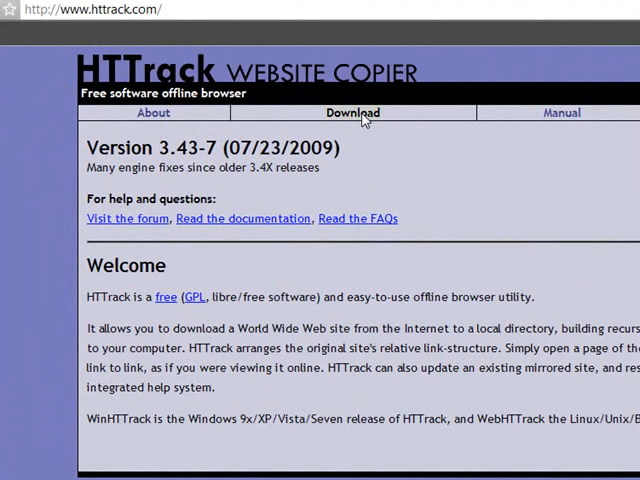 http://www.httrack.com/
HTTrack WEBSITE COPIER
Free software offline browser
About Download Manual
Version 3.43-7 (07/23/2009)
Many engine fixes since older 3.4X releases
For help and questions:
Visit the forum, Read the documentation, Read the FAQs
Welcome
HTTrack is a free (GPL, libre/free software) and easy-to-use offline browser utility.
It allows you to download a World Wide Web site from the Internet to a local directory, building recurs
to your computer. HTTrack arranges the original site's relative link-structure. Simply open a page of the
link to link, as if you were viewing it online. HTTrack can also update an existing mirrored site, and res
integrated help system.
WinHTTrack is the Windows 9x/XP/Vista/Seven release of HTTrack, and WebHTTrack the Linux/Unix/B